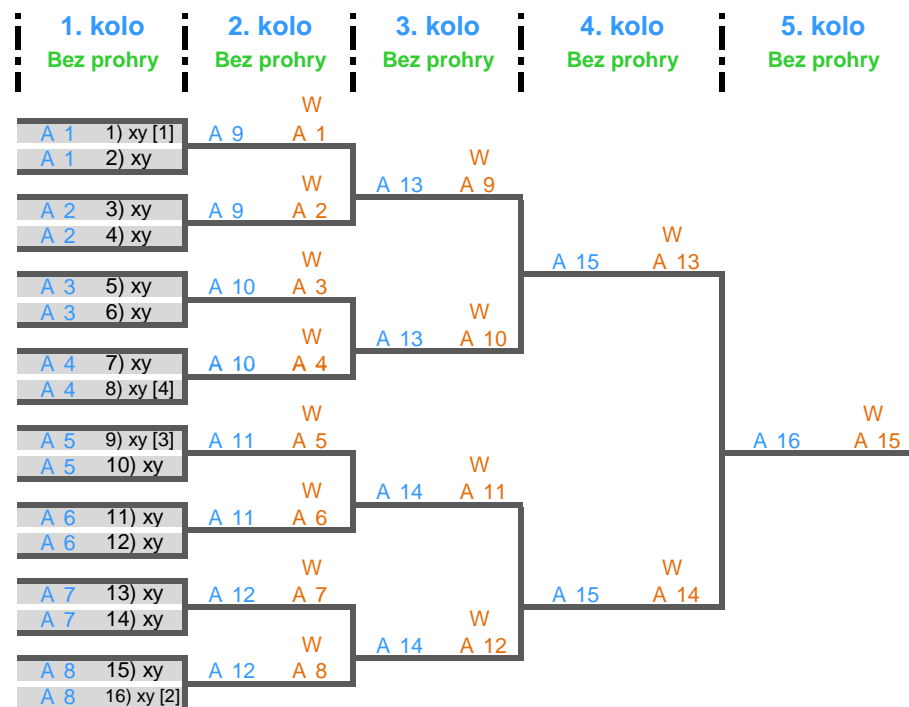 1. kolo 2. kolo 3. kolo 4. kolo 5. kolo
Bez prohry Bez prohry Bez prohry Bez prohry Bez prohry
W
A 1 1) xy [1] A 9 A 1
A 1 2) xy W
W
A 13 A 9
A 2 3) xy A 9 A 2
A 2 4) xy W
W
A 15 A 13
A 3 5) xy A 10 A 3
A 3 6) xy W
W
A 13 A 10
A 4 7) xy A 10 A 4
A 4 8) xy [4]
W W
A 5 9) xy [3] A 11 A 5 A 16 A 15
A 5 10) xy W
W
A 14 A 11
A 6 11) xy A 11 A 6
A 6 12) xy
W W
A 7 13) xy A 12 A 7 A 15 A 14
A 7 14) xy W
W
A 14 A 12
A 8 15) xy A 12 A 8
A 8 16) xy [2]